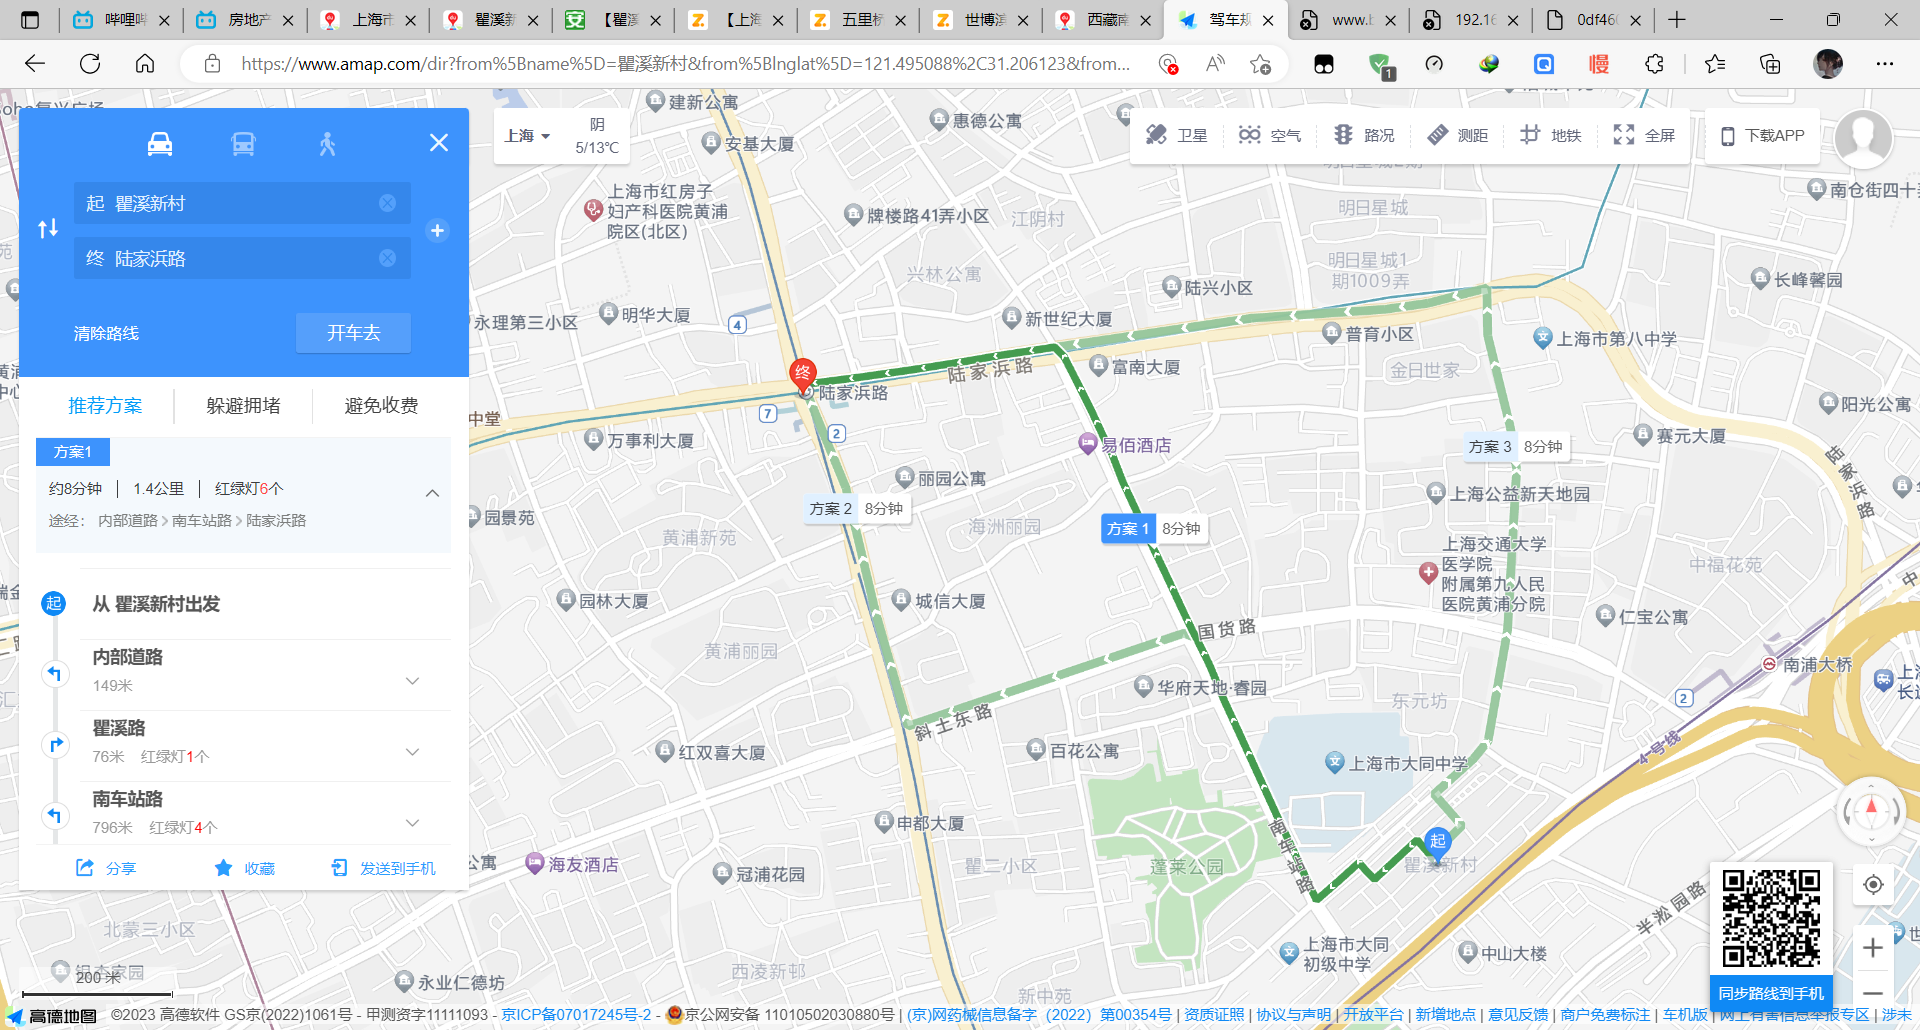 哔哩哔
房地产
上海市
瞿溪新
【瞿溪
【上海
五里桥
世博滨
西藏南
驾车规
www.b
192.16
0df460
https://www.amap.com/dir?from%5Bname%5D=瞿溪新村&from%5Blnglat%5D=121.495088%2C31.206123&from...
1
起 瞿溪新村
终 陆家浜路
清除路线
开车去
推荐方案
躲避拥堵
避免收费
方案1
约8分钟 | 1.4公里 | 红绿灯6个
途经： 内部道路 > 南车站路 > 陆家浜路
起
从 瞿溪新村出发
内部道路
149米
瞿溪路
76米 红绿灯1个
南车站路
796米 红绿灯4个
分享
收藏
发送到手机
上海
阴
5/13℃
卫星
空气
路况
测距
地铁
全屏
下载APP
建新公寓
惠德公寓
安基大厦
上海市红房子
妇产科医院黄浦
院区(北区)
牌楼路41弄小区
江阴村
明日星城
南仓街四十
兴林公寓
明日星城1
期1009弄
陆兴小区
长峰馨园
永理第三小区
明华大厦
4
新世纪大厦
普育小区
上海市第八中学
终
陆家浜路
陆家浜路
富南大厦
金日世家
阳光公寓
中堂
7
2
万事利大厦
易佰酒店
方案 3 8分钟
赛元大厦
陆家浜路
丽园公寓
上海公益新天地园
园景苑
方案 2 8分钟
黄浦新苑
海洲丽园
方案 1 8分钟
上海交通大学
医学院
附属第九人民
医院黄浦分院
中福花苑
园林大厦
诚信大厦
国货路
仁宝公寓
黄浦丽园
南浦大桥
华府天地·睿园
东元坊
2
斜土东路
红双喜大厦
百花公寓
4号线
上海市大同中学
申都大厦
南车站路
起
海友酒店
冠浦花园
瞿二小区
蓬莱公园
瞿溪新村
半淞园路
北蒙三小区
上海市大同
初级中学
中山大楼
永业仁德坊
西凌新邨
新中苑
200 米
同步路线到手机
高德地图
©2023 高德软件 GS京(2022)1061号 - 甲测资字11111093 - 京ICP备07017245号-2 - 京公网安备 11010502030880号 | (京)网药械信息备字（2022）第00354号 | 资质证照 | 协议与声明 | 开放平台 | 新增地点 | 意见反馈 | 商户免费标注 | 车机版 | 网上有害信息举报专区 | 涉未